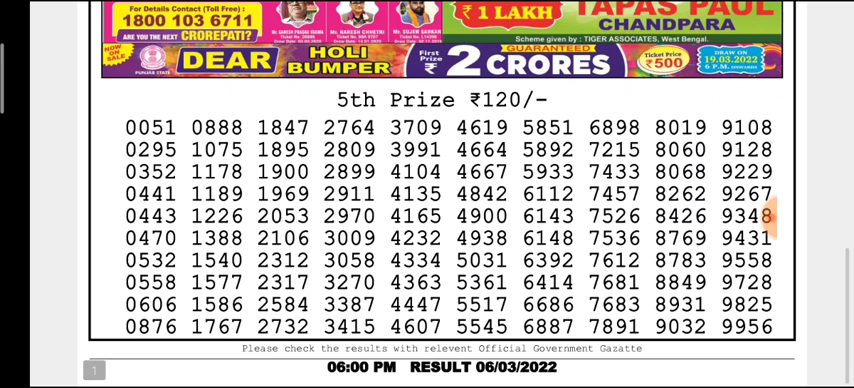 For Details Contact (Toll Free)
1800 103 6711
ARE YOU THE NEXT CROREPATI?
₹ 1 LAKH
TAPAS PAUL
CHANDPARA
Scheme given by : TIGER ASSOCIATES, West Bengal.
NOW ON SALE
PUNJAB STATE
DEAR
HOLI
BUMPER
First Prize ₹
GUARANTEED
2 CRORES
Ticket Price
₹500
DRAW ON
19.03.2022
6 P.M. ONWARDS
5th Prize ₹120/-
0051 0888 1847 2764 3709 4619 5851 6898 8019 9108
0295 1075 1895 2809 3991 4664 5892 7215 8060 9128
0352 1178 1900 2899 4104 4667 5933 7433 8068 9229
0441 1189 1969 2911 4135 4842 6112 7457 8262 9267
0443 1226 2053 2970 4165 4900 6143 7526 8426 9348
0470 1388 2106 3009 4232 4938 6148 7536 8769 9431
0532 1540 2312 3058 4334 5031 6392 7612 8783 9558
0558 1577 2317 3270 4363 5361 6414 7681 8849 9728
0606 1586 2584 3387 4447 5517 6686 7683 8931 9825
0876 1767 2732 3415 4607 5545 6887 7891 9032 9956
Please check the results with relevent Official Government Gazatte
1
06:00 PM RESULT 06/03/2022